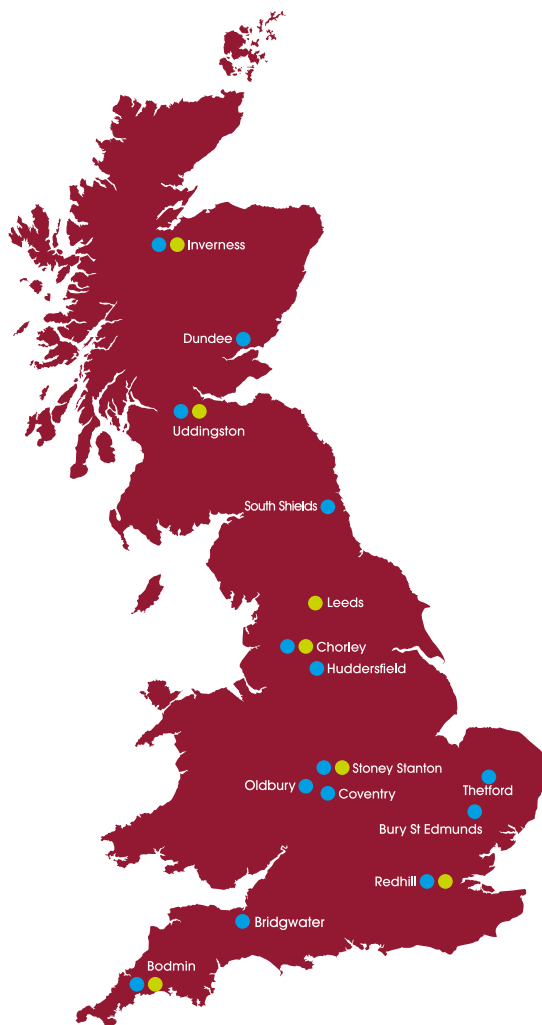 Inverness
Dundee
Uddingston
South Shields
Leeds
Chorley
Huddersfield
Stoney Stanton
Oldbury
Coventry
Thetford
Bury St Edmunds
Redhill
Bridgwater
Bodmin